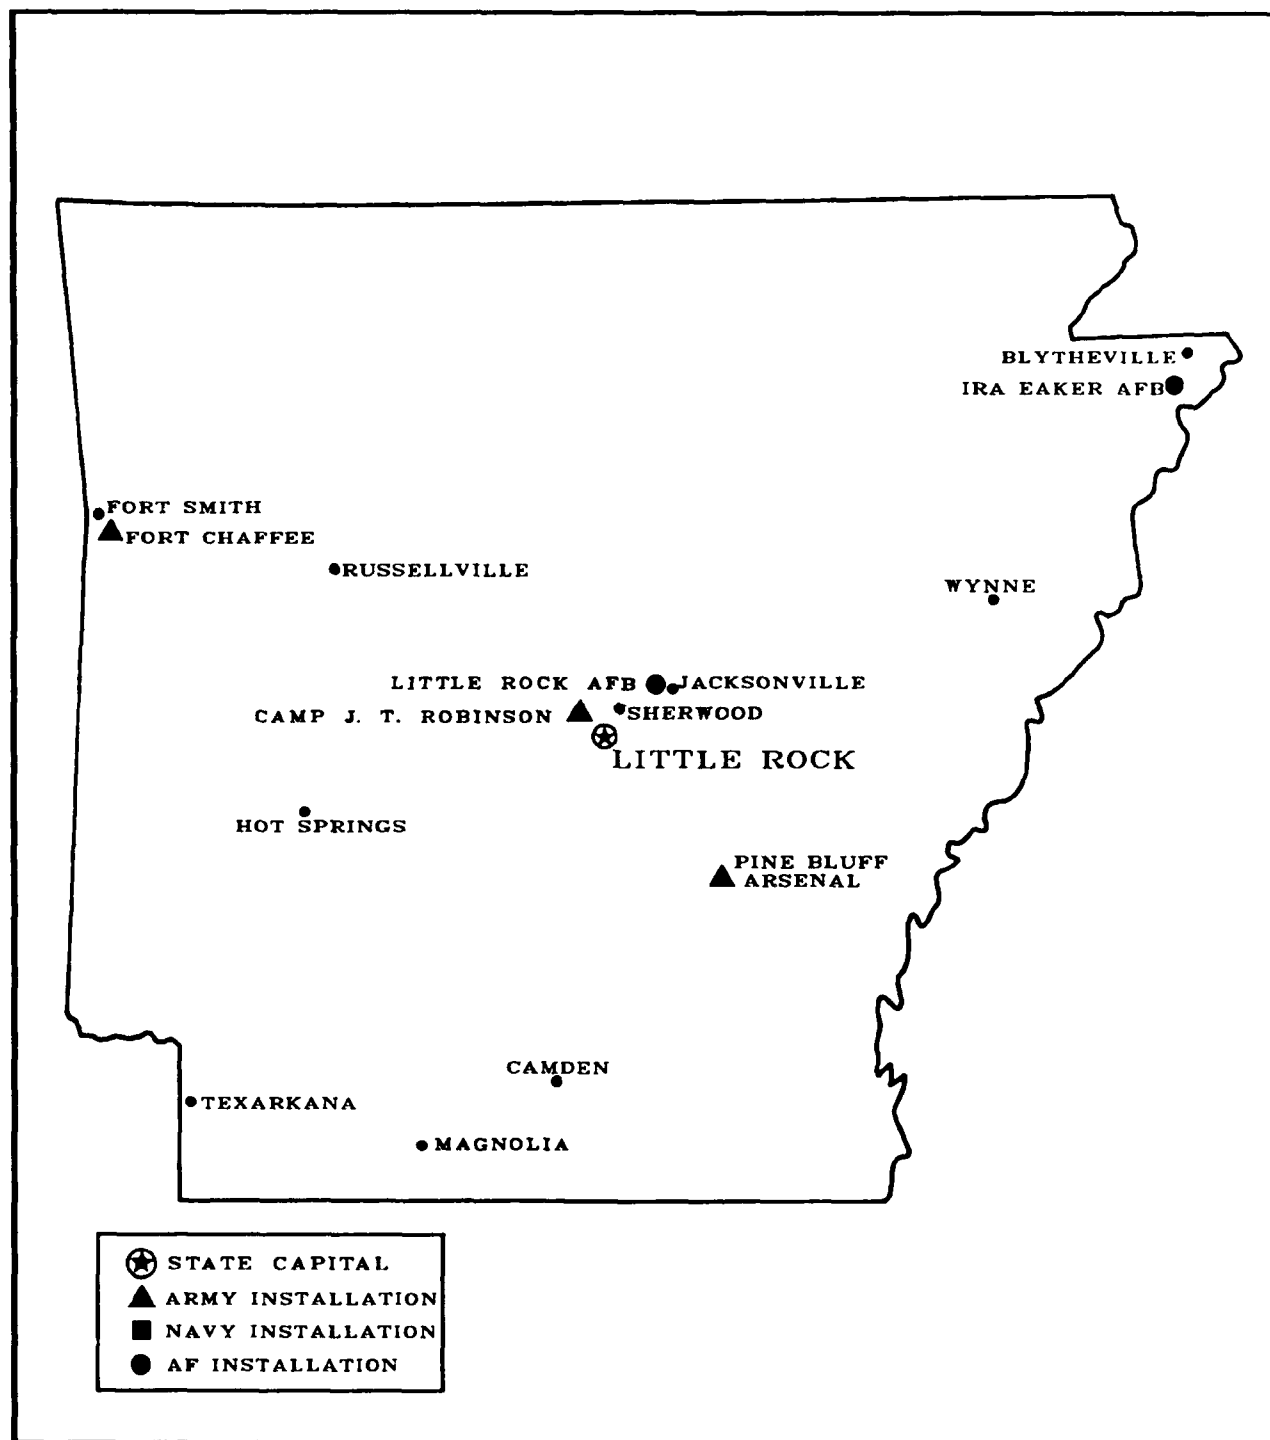 BLYTHEVILLE
IRA EAKER AFB
FORT SMITH
FORT CHAFFEE
RUSSELLVILLE
WYNNE
LITTLE ROCK AFB
JACKSONVILLE
CAMP J. T. ROBINSON
SHERWOOD
LITTLE ROCK
HOT SPRINGS
PINE BLUFF
ARSENAL
CAMDEN
TEXARKANA
MAGNOLIA
STATE CAPITAL
ARMY INSTALLATION
NAVY INSTALLATION
AF INSTALLATION